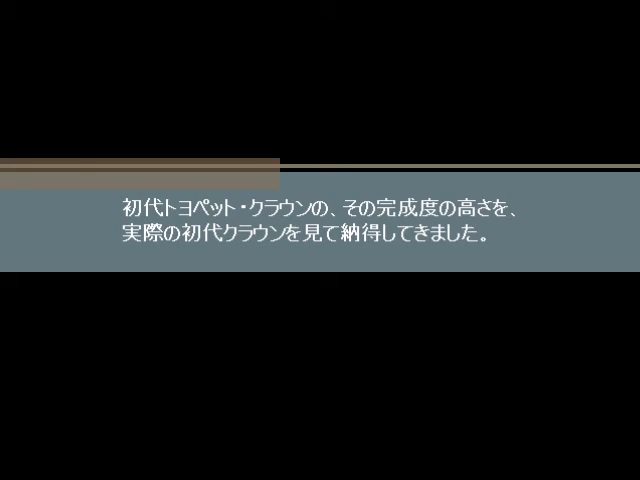 初代トヨペット・クラウンの、その完成度の高さを、
実際の初代クラウンを見て納得してきました。